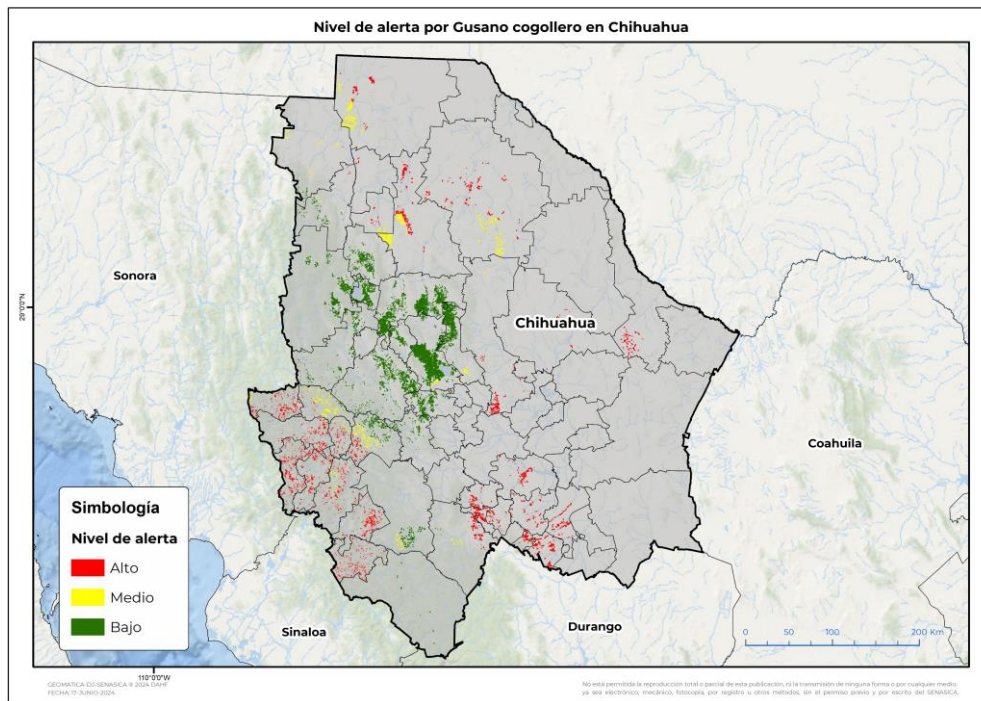 Nivel de alerta por Gusano cogollero en Chihuahua
Sonora
29°0'0"N
Chihuahua
Coahuila
Simbología
Nivel de alerta
Alto
Medio
Bajo
Sinaloa
Durango
0 50 100 200 Km
110°0'0"W
GEOMÁTICA-CG-SENASICA © 2024 DAHF
FECHA: 17-JUNIO-2024
No está permitida la reproducción total o parcial de esta publicación, ni la transmisión de ninguna forma o por cualquier medio,
ya sea electrónico, mecánico, fotocopia, por registro u otros métodos, sin el permiso previo y por escrito del SENASICA.